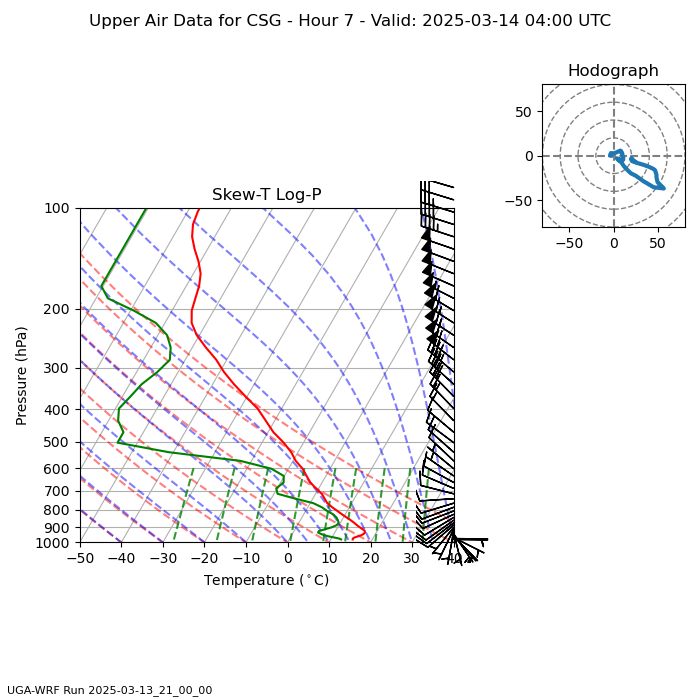 Upper Air Data for CSG - Hour 7 - Valid: 2025-03-14 04:00 UTC
Hodograph
50
0
−50
−50 0 50
Skew-T Log-P
100
200
300
400
500
600
700
800
900
1000
Pressure (hPa)
−50 −40 −30 −20 −10 0 10 20 30 40
Temperature (°C)
UGA-WRF Run 2025-03-13_21_00_00